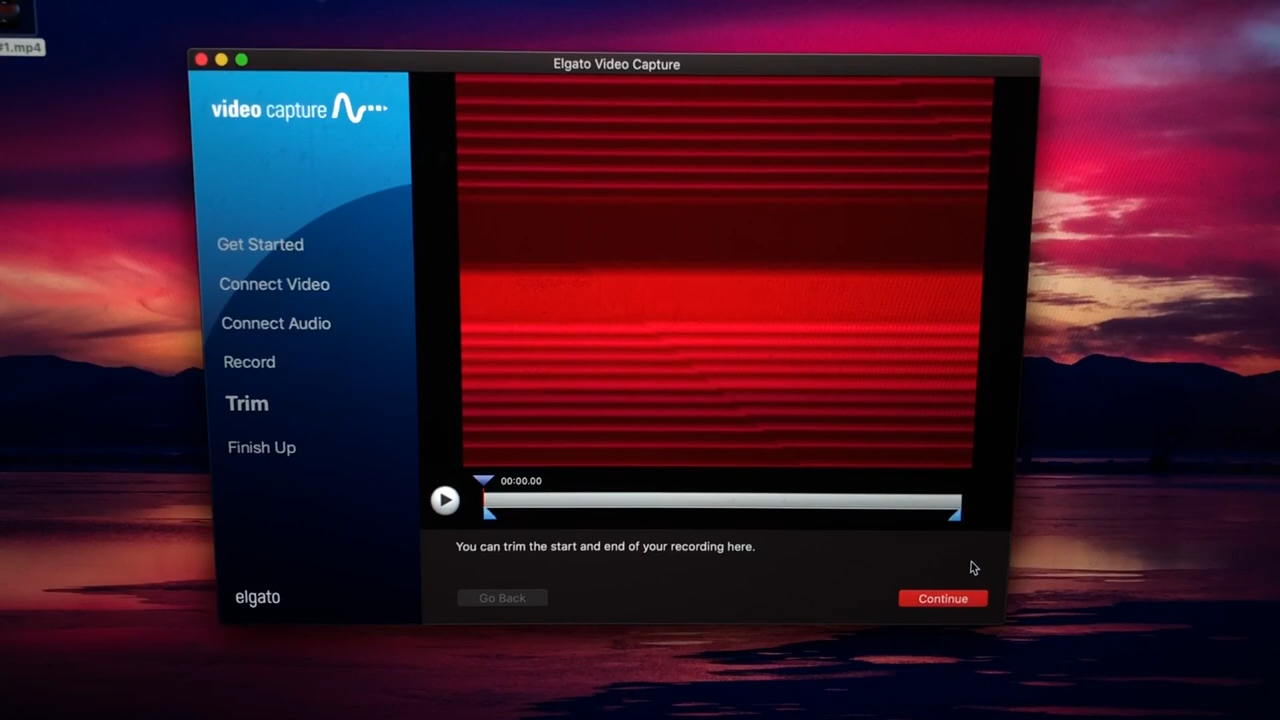 #1.mp4
Elgato Video Capture
video capture
Get Started
Connect Video
Connect Audio
Record
Trim
Finish Up
elgato
00:00.00
You can trim the start and end of your recording here.
Go Back
Continue